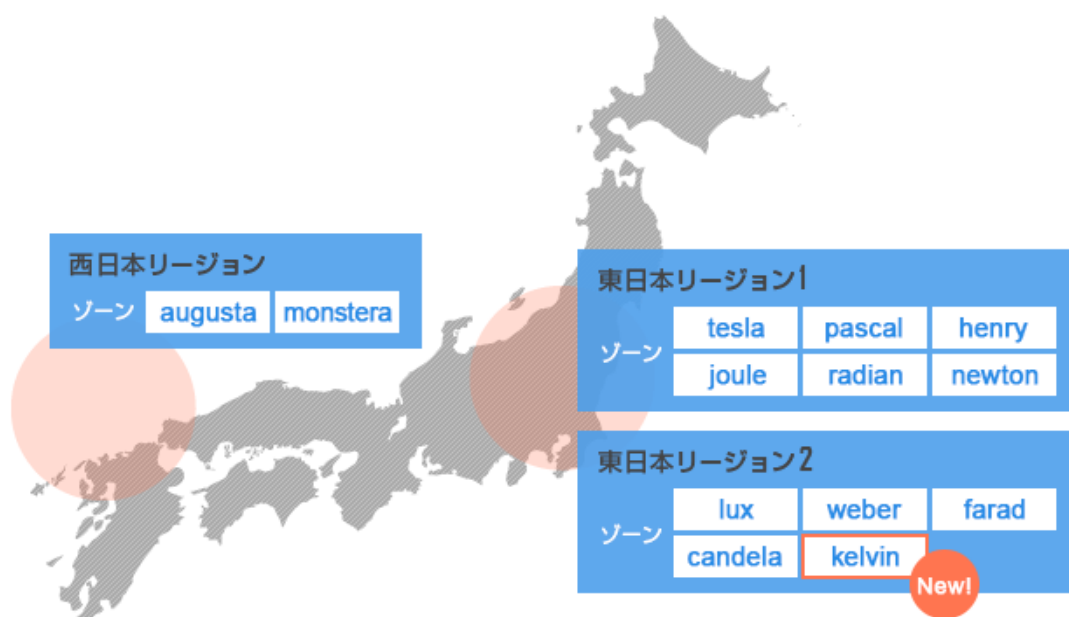 西日本リージョン
ゾーン augusta monstera
東日本リージョン1
ゾーン
tesla pascal henry
joule radian newton
東日本リージョン2
ゾーン
lux weber farad
candela kelvin
New!